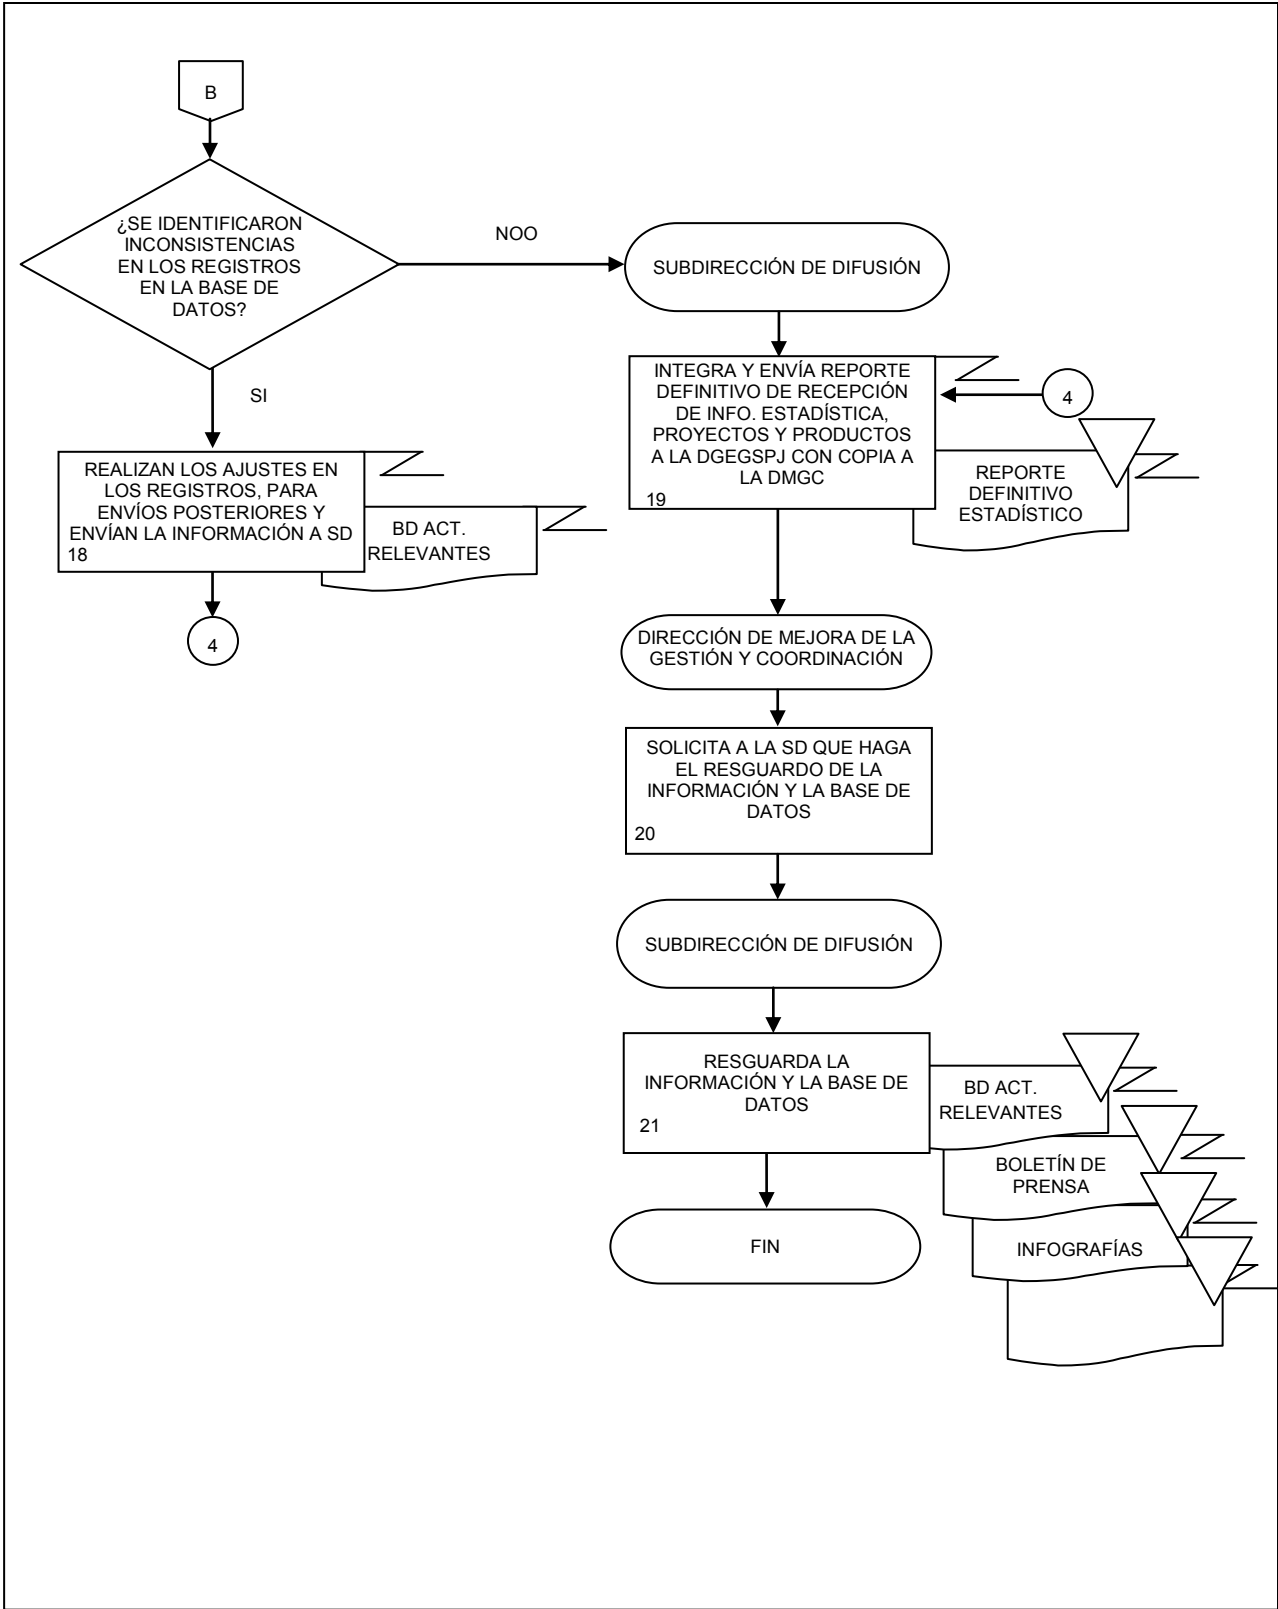 B
¿SE IDENTIFICARON
INCONSISTENCIAS
EN LOS REGISTROS
EN LA BASE DE
DATOS?
NOO
SUBDIRECCIÓN DE DIFUSIÓN
SI
INTEGRA Y ENVÍA REPORTE
DEFINITIVO DE RECEPCIÓN
DE INFO. ESTADÍSTICA,
PROYECTOS Y PRODUCTOS
A LA DGEGSPJ CON COPIA A
LA DMGC
19
4
REPORTE
DEFINITIVO
ESTADÍSTICO
REALIZAN LOS AJUSTES EN
LOS REGISTROS, PARA
ENVÍOS POSTERIORES Y
ENVÍAN LA INFORMACIÓN A SD
18
BD ACT.
RELEVANTES
4
DIRECCIÓN DE MEJORA DE LA
GESTIÓN Y COORDINACIÓN
SOLICITA A LA SD QUE HAGA
EL RESGUARDO DE LA
INFORMACIÓN Y LA BASE DE
DATOS
20
SUBDIRECCIÓN DE DIFUSIÓN
RESGUARDA LA
INFORMACIÓN Y LA BASE DE
DATOS
21
BD ACT.
RELEVANTES
BOLETÍN DE
PRENSA
INFOGRAFÍAS
FIN